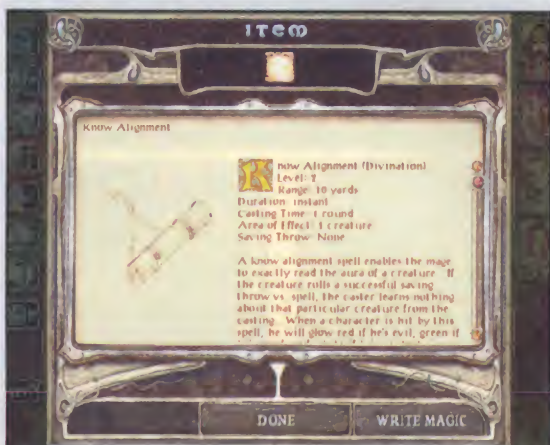 ITEM
Know Alignment
Know Alignment (Divination)
Level: 2
Range: 10 yards
Duration: instant
Casting Time: 1 round
Area of Effect: 1 creature
Saving Throw: None
A know alignment spell enables the mage
to exactly read the aura of a creature. If
the creature rolls a successful saving
throw vs. spell, the caster learns nothing
about that particular creature from the
casting. When a character is hit by this
spell, he will glow red if he's evil, green if
DONE
WRITE MAGIC